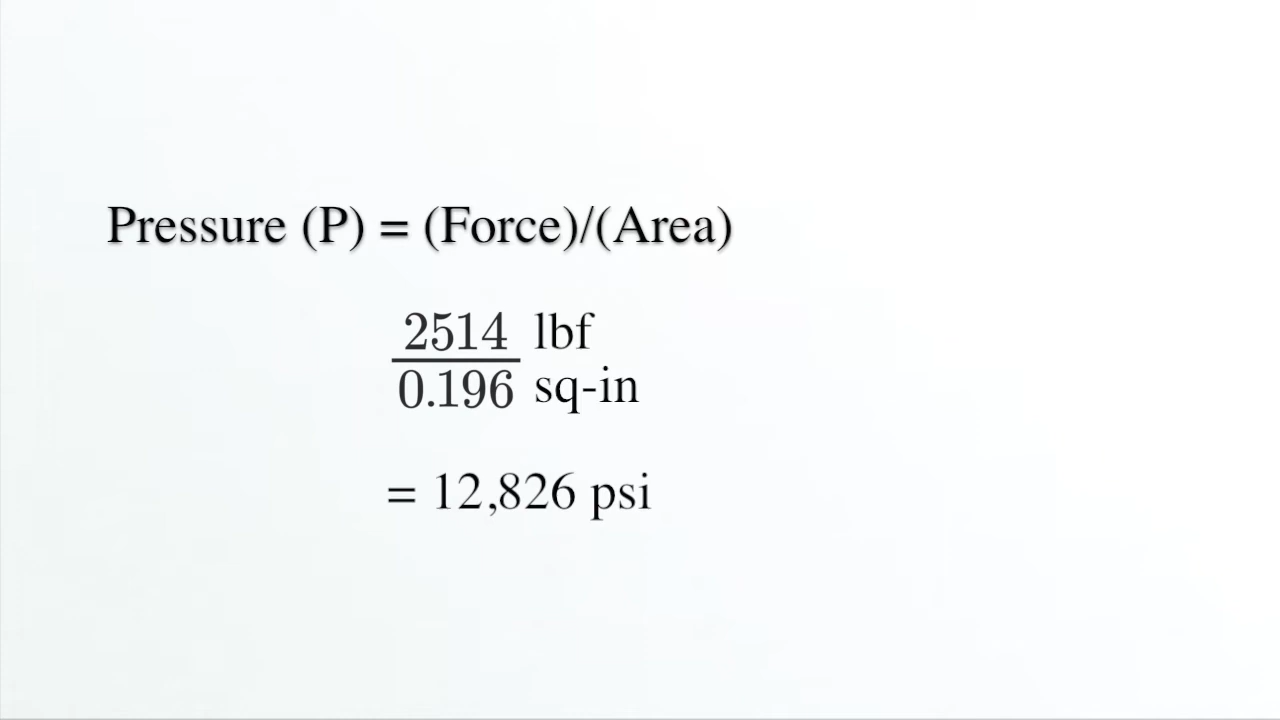 Pressure (P) = (Force)/(Area)
2514 lbf
0.196 sq-in
= 12,826 psi